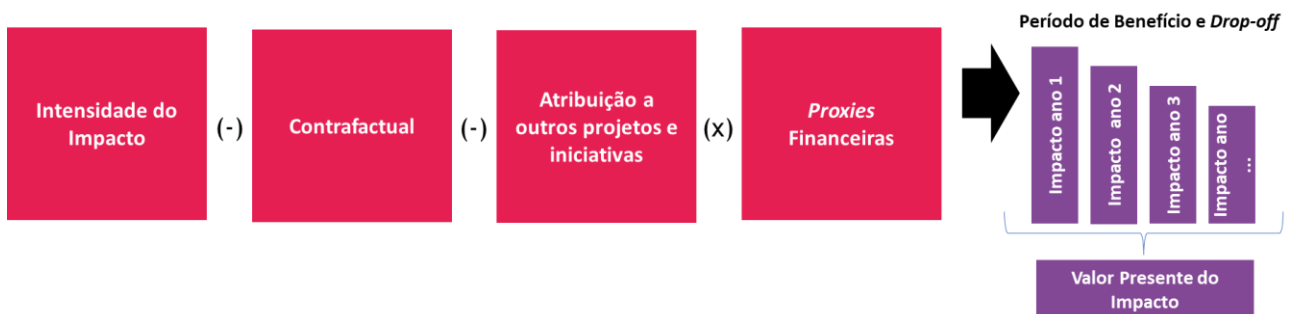 Período de Benefício e Drop-off
Intensidade do
Impacto
(-)
Contrafactual
(-)
Atribuição a
outros projetos e
iniciativas
(x)
Proxies
Financeiras
Impacto ano 1
Impacto ano 2
Impacto ano 3
Impacto ano
...
Valor Presente do
Impacto